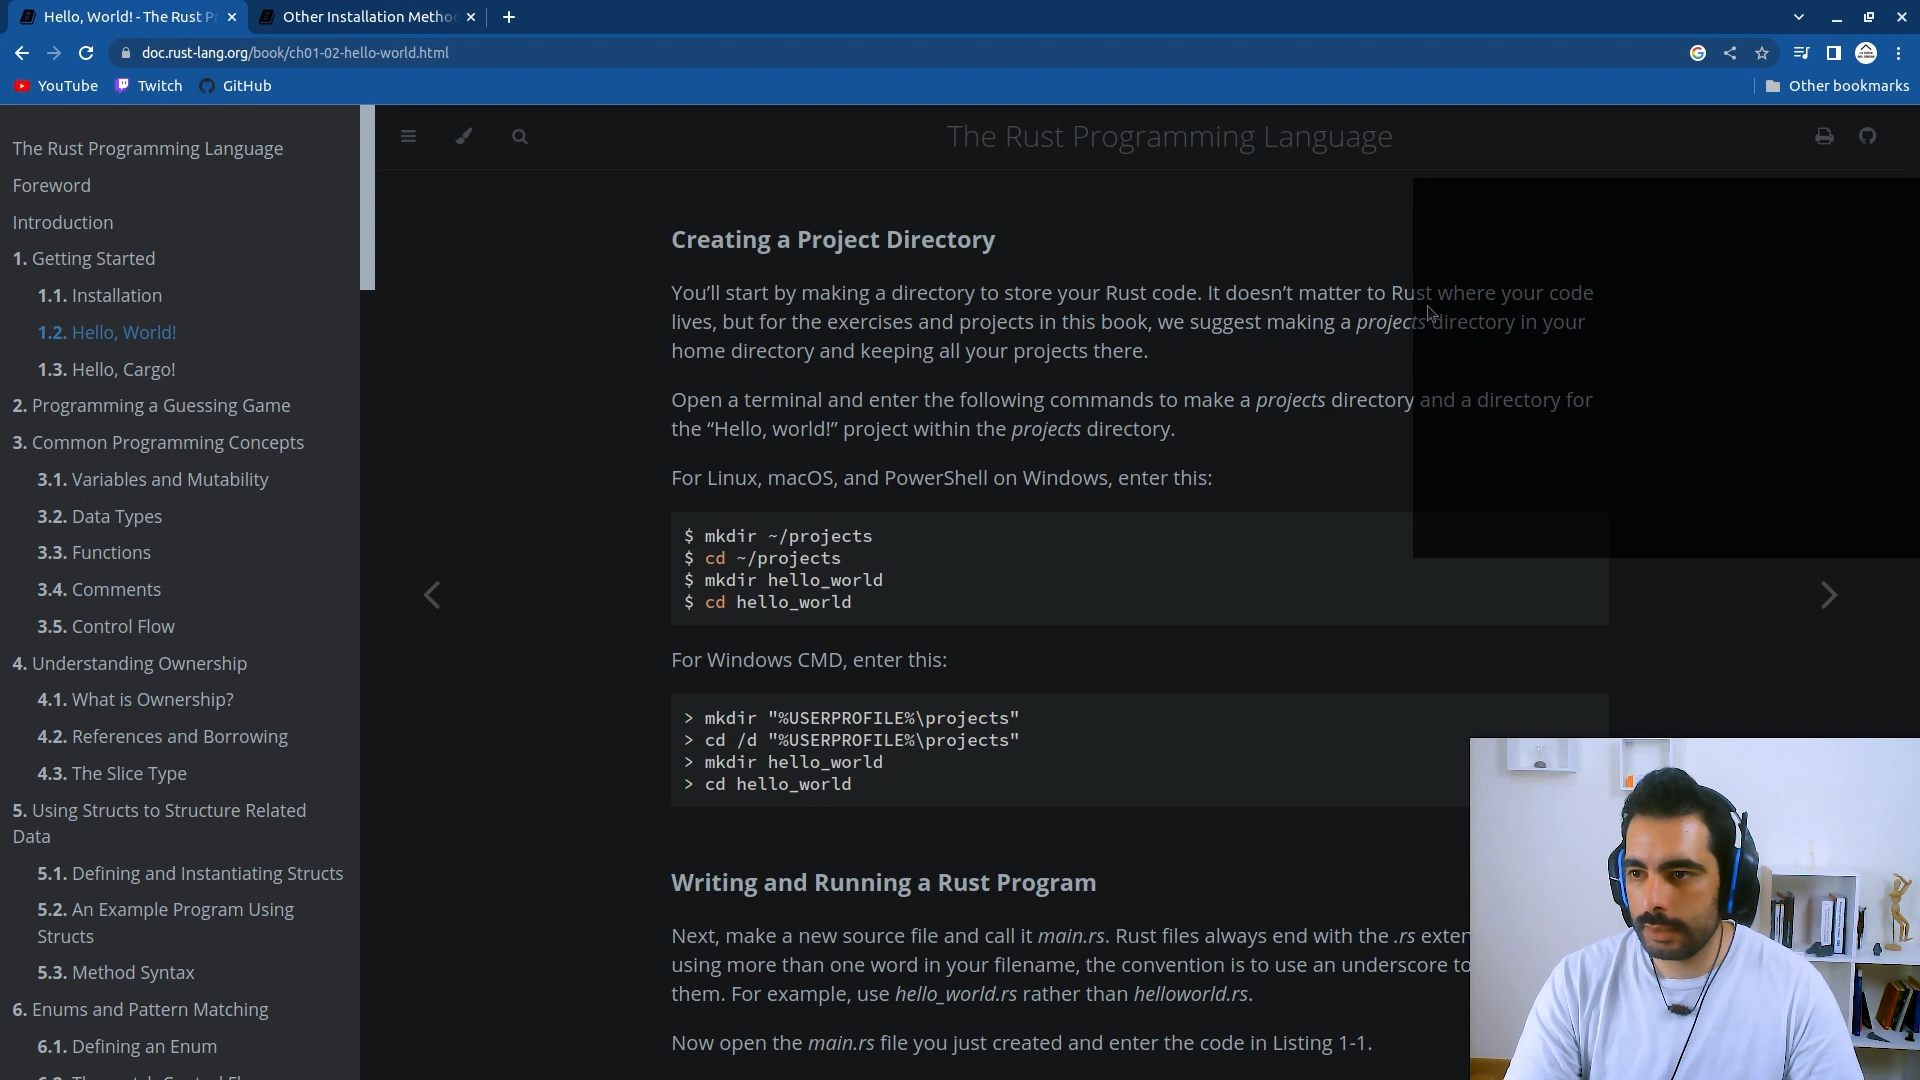 Hello, World! - The Rust Pr
Other Installation Metho
doc.rust-lang.org/book/ch01-02-hello-world.html
YouTube
Twitch
GitHub
Other bookmarks
The Rust Programming Language
Foreword
Introduction
1. Getting Started
1.1. Installation
1.2. Hello, World!
1.3. Hello, Cargo!
2. Programming a Guessing Game
3. Common Programming Concepts
3.1. Variables and Mutability
3.2. Data Types
3.3. Functions
3.4. Comments
3.5. Control Flow
4. Understanding Ownership
4.1. What is Ownership?
4.2. References and Borrowing
4.3. The Slice Type
5. Using Structs to Structure Related
Data
5.1. Defining and Instantiating Structs
5.2. An Example Program Using
Structs
5.3. Method Syntax
6. Enums and Pattern Matching
6.1. Defining an Enum
The Rust Programming Language
Creating a Project Directory
You’ll start by making a directory to store your Rust code. It doesn’t matter to Rust where your code
lives, but for the exercises and projects in this book, we suggest making a projects directory in your
home directory and keeping all your projects there.
Open a terminal and enter the following commands to make a projects directory and a directory for
the “Hello, world!” project within the projects directory.
For Linux, macOS, and PowerShell on Windows, enter this:
$ mkdir ~/projects
$ cd ~/projects
$ mkdir hello_world
$ cd hello_world
For Windows CMD, enter this:
> mkdir "%USERPROFILE%\projects"
> cd /d "%USERPROFILE%\projects"
> mkdir hello_world
> cd hello_world
Writing and Running a Rust Program
Next, make a new source file and call it main.rs. Rust files always end with the .rs exten
using more than one word in your filename, the convention is to use an underscore to
them. For example, use hello_world.rs rather than helloworld.rs.
Now open the main.rs file you just created and enter the code in Listing 1-1.